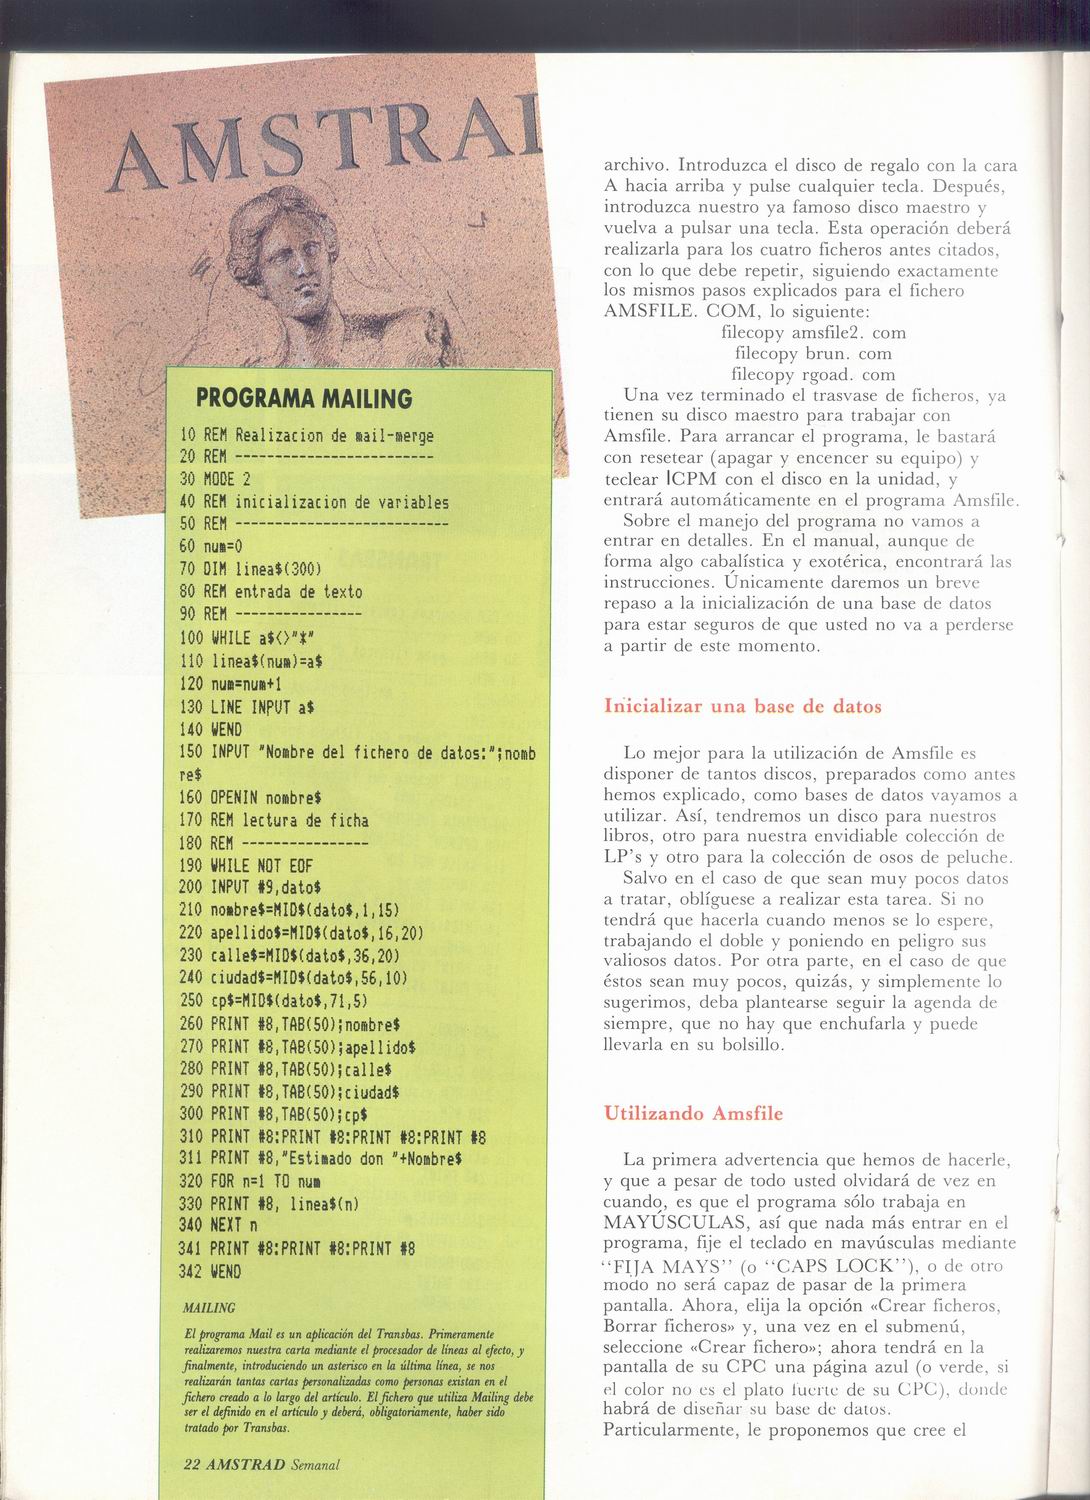 AMSTRAD
PROGRAMA MAILING
10 REM Realizacion de mail-merge
20 REM -------------------------
30 MODE 2
40 REM inicializacion de variables
50 REM ---------------------------
60 num=0
70 DIM linea$(300)
80 REM entrada de texto
90 REM ----------------
100 WHILE a$<>"*"
110 linea$(num)=a$
120 num=num+1
130 LINE INPUT a$
140 WEND
150 INPUT "Nombre del fichero de datos:";nomb
re$
160 OPENIN nombre$
170 REM lectura de ficha
180 REM ----------------
190 WHILE NOT EOF
200 INPUT #9,dato$
210 nombre$=MID$(dato$,1,15)
220 apellido$=MID$(dato$,16,20)
230 calle$=MID$(dato$,36,20)
240 ciudad$=MID$(dato$,56,10)
250 cp$=MID$(dato$,71,5)
260 PRINT #8,TAB(50);nombre$
270 PRINT #8,TAB(50);apellido$
280 PRINT #8,TAB(50);calle$
290 PRINT #8,TAB(50);ciudad$
300 PRINT #8,TAB(50);cp$
310 PRINT #8:PRINT #8:PRINT #8:PRINT #8
311 PRINT #8,"Estimado don "+Nombre$
320 FOR n=1 TO num
330 PRINT #8, linea$(n)
340 NEXT n
341 PRINT #8:PRINT #8:PRINT #8
342 WEND
MAILING
El programa Mail es un aplicación del Transbas. Primeramente
realizaremos nuestra carta mediante el procesador de líneas al efecto, y
finalmente, introduciendo un asterisco en la última línea, se nos
realizarán tantas cartas personalizadas como personas existan en el
fichero creado a lo largo del artículo. El fichero que utiliza Mailing debe
ser el definido en el artículo y deberá, obligatoriamente, haber sido
tratado por Transbas.
22 AMSTRAD Semanal
archivo. Introduzca el disco de regalo con la cara
A hacia arriba y pulse cualquier tecla. Después,
introduzca nuestro ya famoso disco maestro y
vuelva a pulsar una tecla. Esta operación deberá
realizarla para los cuatro ficheros antes citados,
con lo que debe repetir, siguiendo exactamente
los mismos pasos explicados para el fichero
AMSFILE. COM, lo siguiente:
filecopy amsfile2. com
filecopy brun. com
filecopy rgoad. com
Una vez terminado el trasvase de ficheros, ya
tienen su disco maestro para trabajar con
Amsfile. Para arrancar el programa, le bastará
con resetear (apagar y encencer su equipo) y
teclear |CPM con el disco en la unidad, y
entrará automáticamente en el programa Amsfile.
Sobre el manejo del programa no vamos a
entrar en detalles. En el manual, aunque de
forma algo cabalística y exotérica, encontrará las
instrucciones. Únicamente daremos un breve
repaso a la inicialización de una base de datos
para estar seguros de que usted no va a perderse
a partir de este momento.
Inicializar una base de datos
Lo mejor para la utilización de Amsfile es
disponer de tantos discos, preparados como antes
hemos explicado, como bases de datos vayamos a
utilizar. Así, tendremos un disco para nuestros
libros, otro para nuestra envidiable colección de
LP's y otro para la colección de osos de peluche.
Salvo en el caso de que sean muy pocos datos
a tratar, oblíguese a realizar esta tarea. Si no
tendrá que hacerla cuando menos se lo espere,
trabajando el doble y poniendo en peligro sus
valiosos datos. Por otra parte, en el caso de que
éstos sean muy pocos, quizás, y simplemente lo
sugerimos, deba plantearse seguir la agenda de
siempre, que no hay que enchufarla y puede
llevarla en su bolsillo.
Utilizando Amsfile
La primera advertencia que hemos de hacerle,
y que a pesar de todo usted olvidará de vez en
cuando, es que el programa sólo trabaja en
MAYÚSCULAS, así que nada más entrar en el
programa, fije el teclado en mayúsculas mediante
“FIJA MAYS” (o “CAPS LOCK”), o de otro
modo no será capaz de pasar de la primera
pantalla. Ahora, elija la opción «Crear ficheros,
Borrar ficheros» y, una vez en el submenú,
seleccione «Crear fichero»; ahora tendrá en la
pantalla de su CPC una página azul (o verde, si
el color no es el plato fuerte de su CPC), donde
habrá de diseñar su base de datos.
Particularmente, le proponemos que cree el